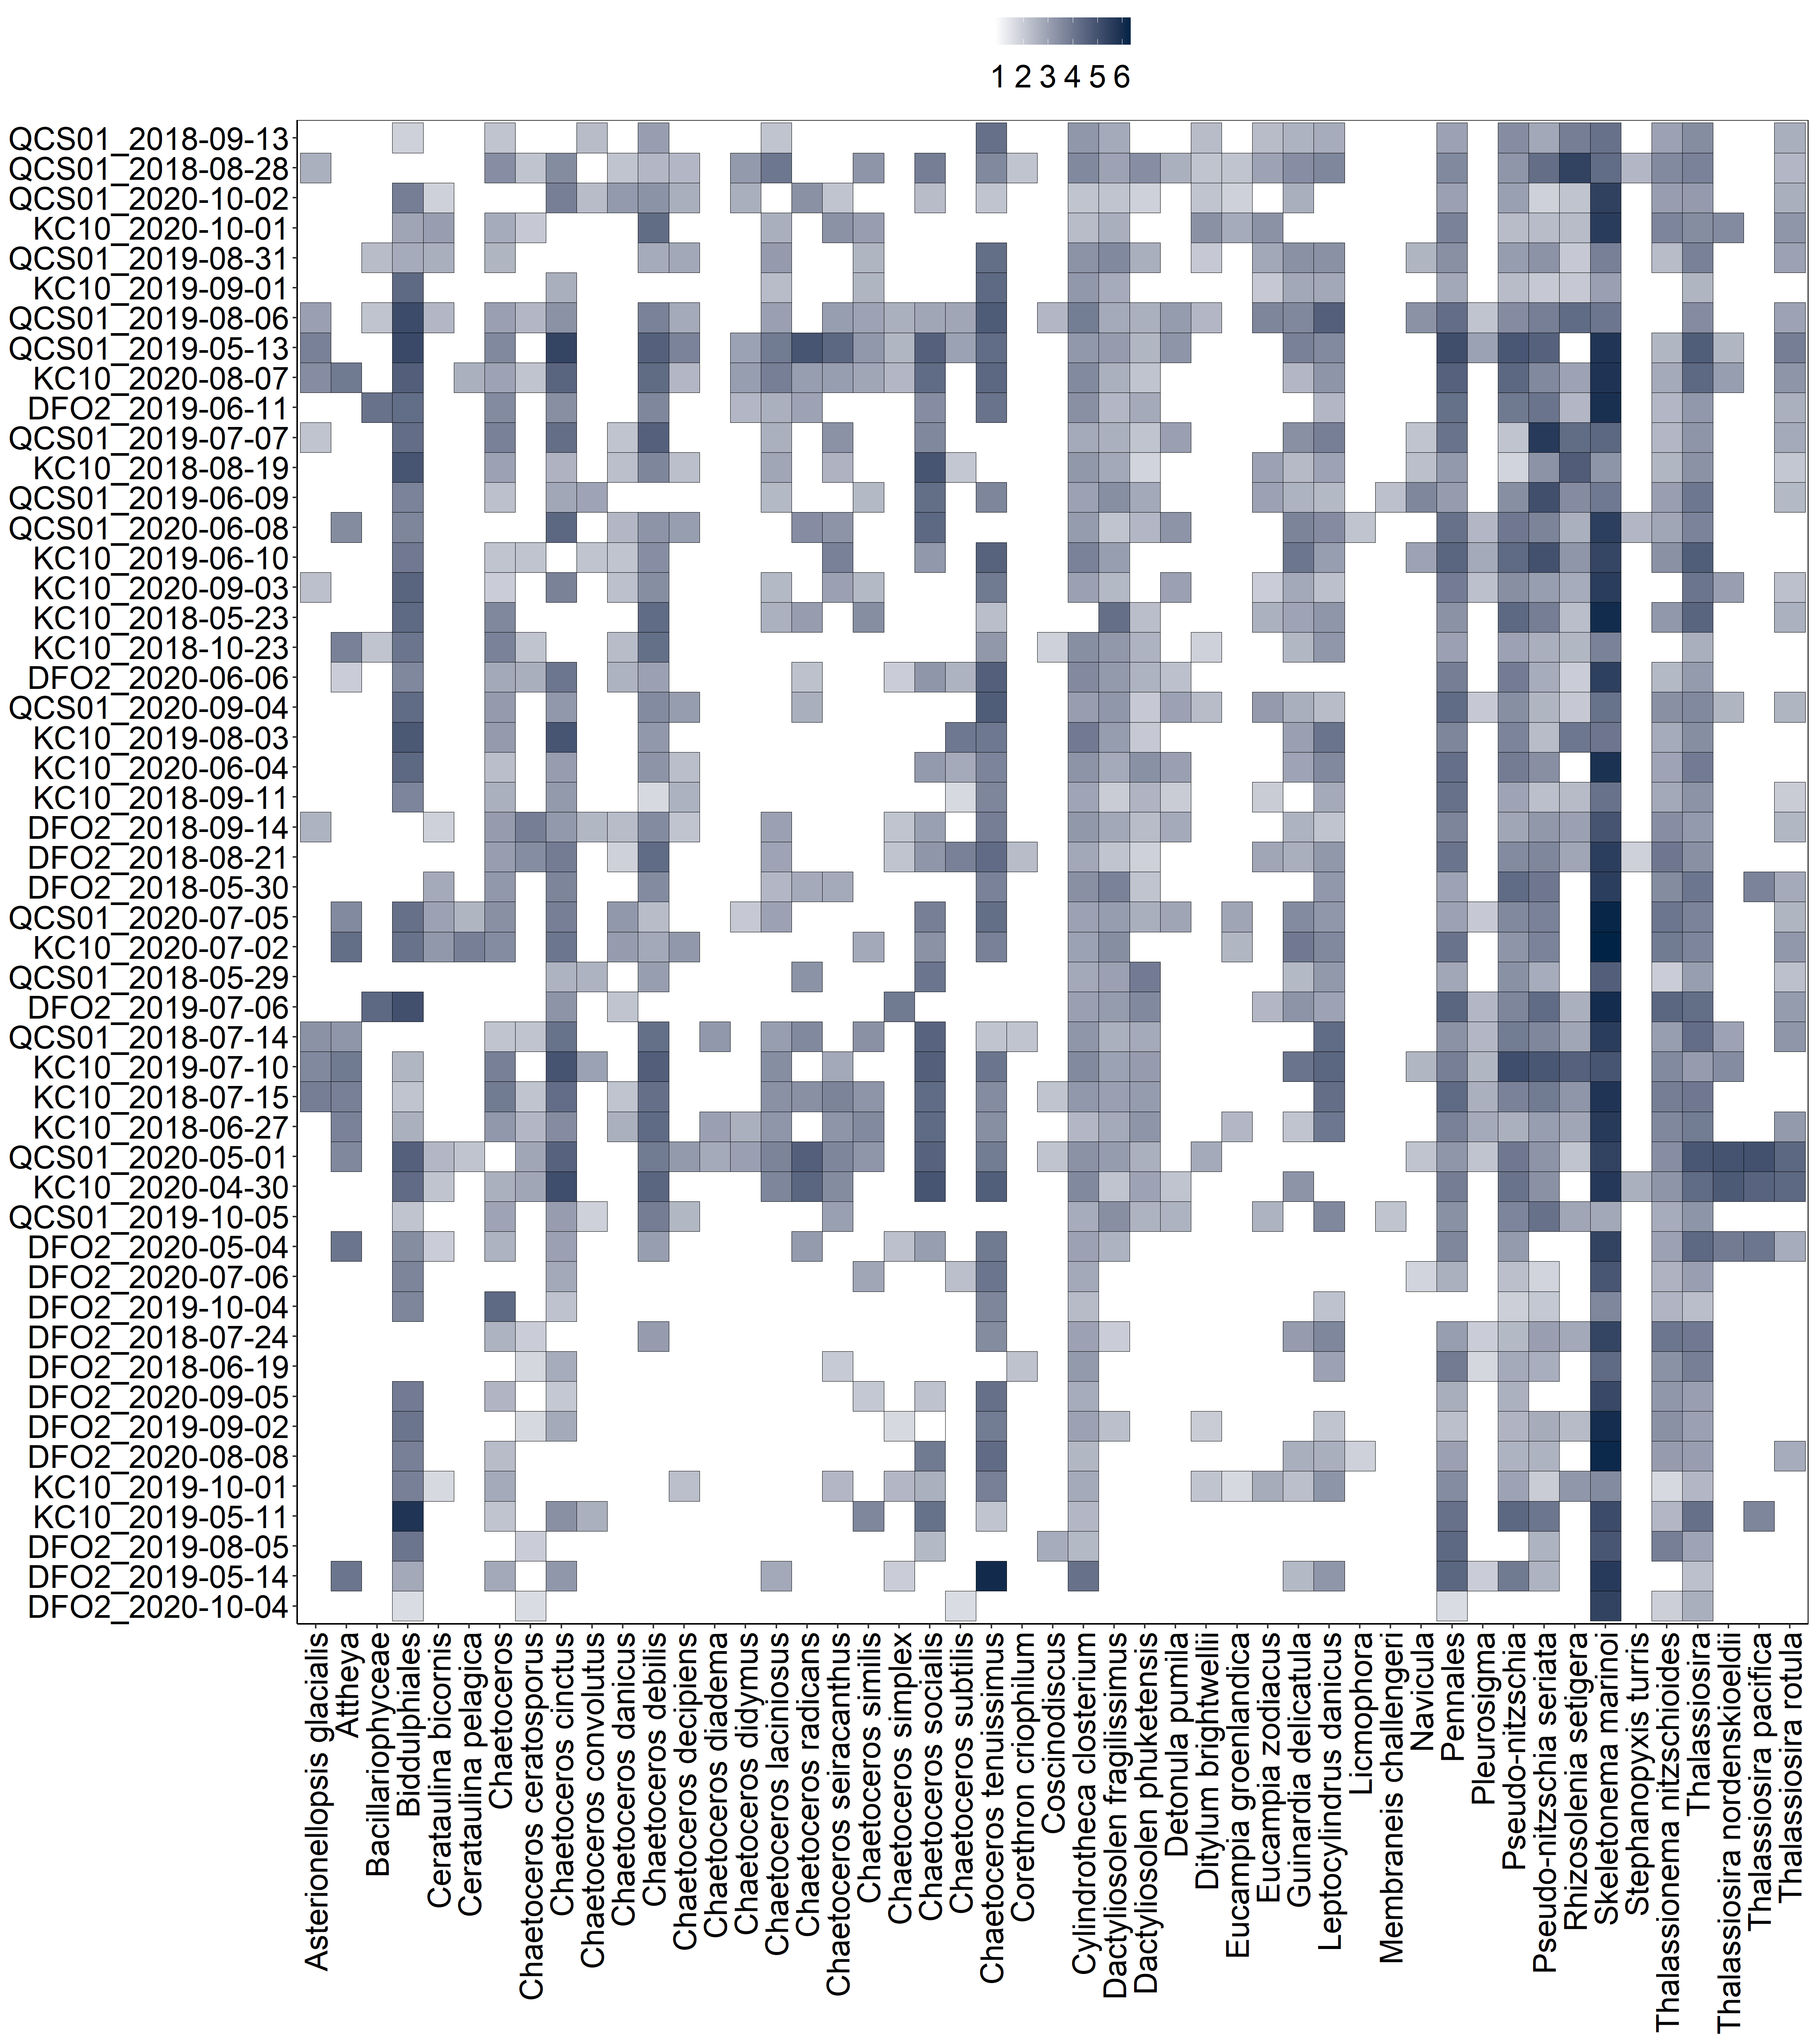 1 2 3 4 5 6
QCS01_2018-09-13
QCS01_2018-08-28
QCS01_2020-10-02
KC10_2020-10-01
QCS01_2019-08-31
KC10_2019-09-01
QCS01_2019-08-06
QCS01_2019-05-13
KC10_2020-08-07
DFO2_2019-06-11
QCS01_2019-07-07
KC10_2018-08-19
QCS01_2019-06-09
QCS01_2020-06-08
KC10_2019-06-10
KC10_2020-09-03
KC10_2018-05-23
KC10_2018-10-23
DFO2_2020-06-06
QCS01_2020-09-04
KC10_2019-08-03
KC10_2020-06-04
KC10_2018-09-11
DFO2_2018-09-14
DFO2_2018-08-21
DFO2_2018-05-30
QCS01_2020-07-05
KC10_2020-07-02
QCS01_2018-05-29
DFO2_2019-07-06
QCS01_2018-07-14
KC10_2019-07-10
KC10_2018-07-15
KC10_2018-06-27
QCS01_2020-05-01
KC10_2020-04-30
QCS01_2019-10-05
DFO2_2020-05-04
DFO2_2020-07-06
DFO2_2019-10-04
DFO2_2018-07-24
DFO2_2018-06-19
DFO2_2020-09-05
DFO2_2019-09-02
DFO2_2020-08-08
KC10_2019-10-01
KC10_2019-05-11
DFO2_2019-08-05
DFO2_2019-05-14
DFO2_2020-10-04
Asterionellopsis glacialis
Attheya
Bacillariophyceae
Biddulphiales
Cerataulina bicornis
Cerataulina pelagica
Chaetoceros
Chaetoceros ceratosporus
Chaetoceros cinctus
Chaetoceros convolutus
Chaetoceros danicus
Chaetoceros debilis
Chaetoceros decipiens
Chaetoceros diadema
Chaetoceros didymus
Chaetoceros laciniosus
Chaetoceros radicans
Chaetoceros seiracanthus
Chaetoceros similis
Chaetoceros simplex
Chaetoceros socialis
Chaetoceros subtilis
Chaetoceros tenuissimus
Corethron criophilum
Coscinodiscus
Cylindrotheca closterium
Dactyliosolen fragilissimus
Dactyliosolen phuketensis
Detonula pumila
Ditylum brightwellii
Eucampia groenlandica
Eucampia zodiacus
Guinardia delicatula
Leptocylindrus danicus
Licmophora
Membraneis challengeri
Navicula
Pennales
Pleurosigma
Pseudo-nitzschia
Pseudo-nitzschia seriata
Rhizosolenia setigera
Skeletonema marinoi
Stephanopyxis turris
Thalassionema nitzschioides
Thalassiosira
Thalassiosira nordenskioeldii
Thalassiosira pacifica
Thalassiosira rotula